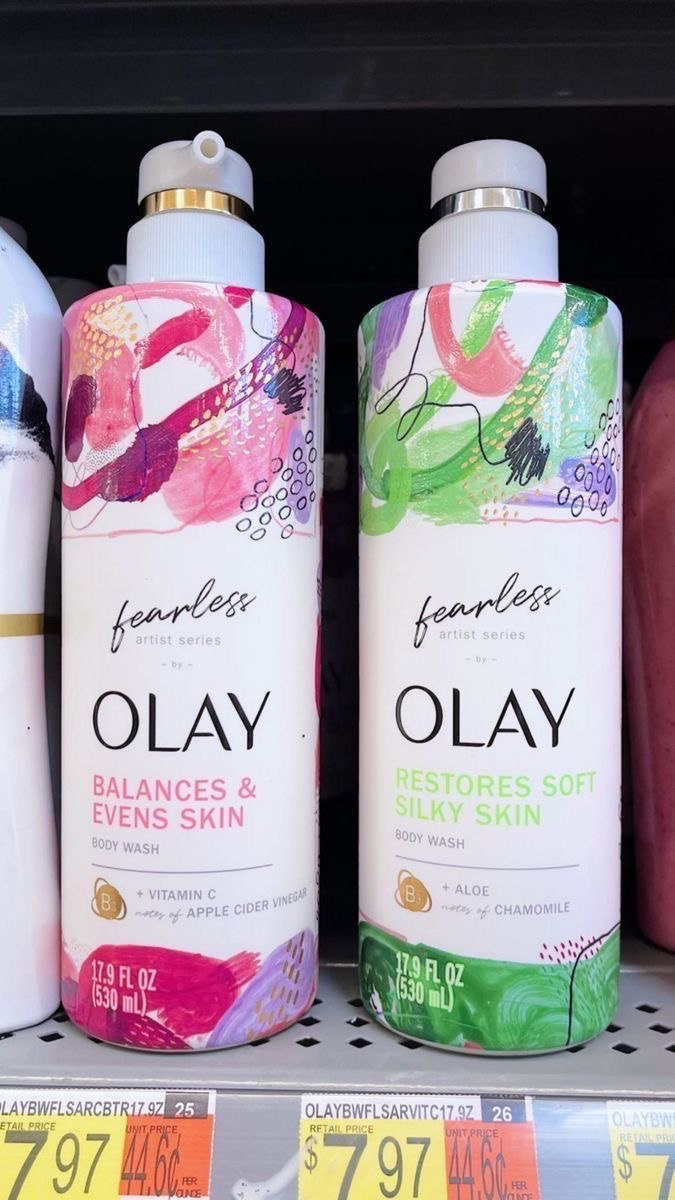 fearless
artist series
- by -
OLAY
BALANCES &
EVENS SKIN
BODY WASH
B3
+ VITAMIN C
notes of APPLE CIDER VINEGAR
17.9 FL OZ
(530 mL)
fearless
artist series
- by -
OLAY
RESTORES SOFT
SILKY SKIN
BODY WASH
B3
+ ALOE
notes of CHAMOMILE
17.9 FL OZ
(530 mL)
OLAYBWFLSARCBTR17.9Z 25
RETAIL PRICE
UNIT PRICE
7 97
44.6¢
PER
OUNCE
OLAYBWFLSARVITC17.9Z 26
RETAIL PRICE
UNIT PRICE
$7 97
44.6¢
PER
OUNCE
OLAYBW
RETAIL PRICE
$7